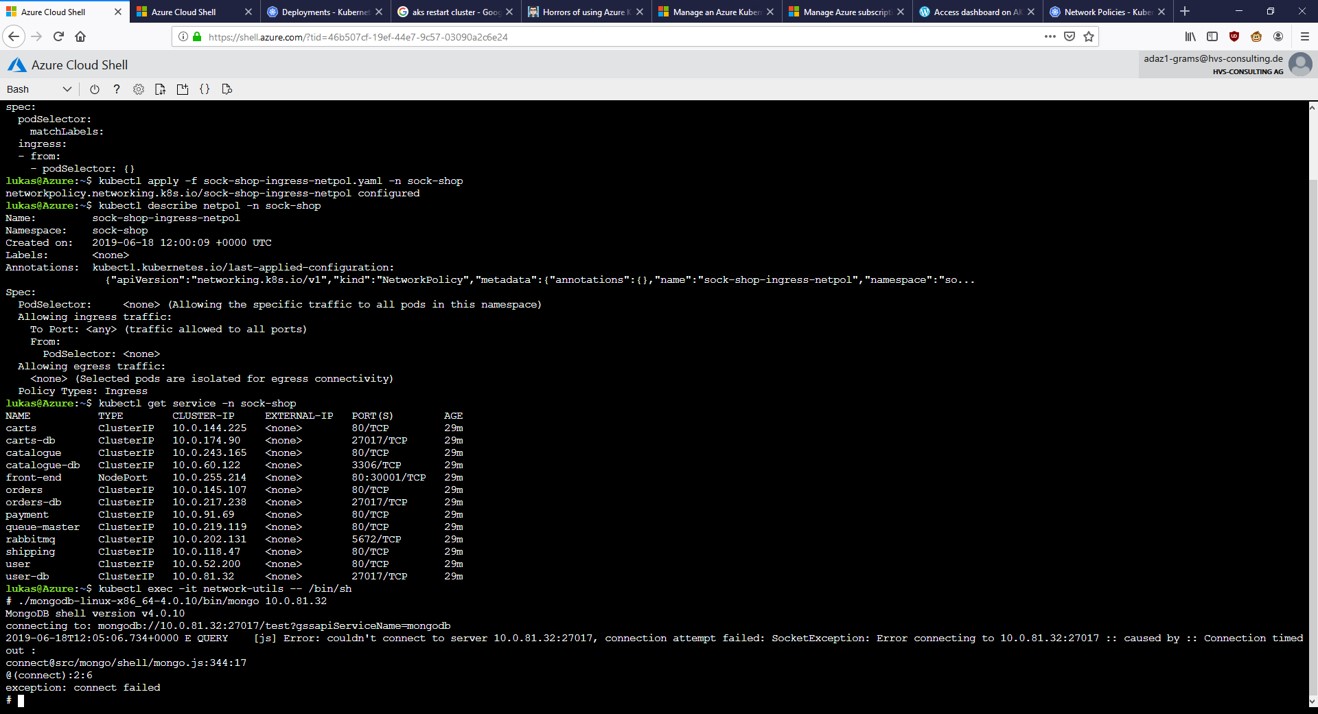 Azure Cloud Shell
Azure Cloud Shell
Deployments - Kubernet
aks restart cluster - Goog
Horrors of using Azure K
Manage an Azure Kubern
Manage Azure subscripti
Access dashboard on AK
Network Policies - Kuber
https://shell.azure.com/?tid=46b507cf-19ef-44e7-9c57-03090a2c6e24
Azure Cloud Shell
adaz1-grams@hvs-consulting.de
HVS-CONSULTING AG
Bash
spec:
podSelector:
matchLabels:
ingress:
- from:
- podSelector: {}
lukas@Azure:~$ kubectl apply -f sock-shop-ingress-netpol.yaml -n sock-shop
networkpolicy.networking.k8s.io/sock-shop-ingress-netpol configured
lukas@Azure:~$ kubectl describe netpol -n sock-shop
Name: sock-shop-ingress-netpol
Namespace: sock-shop
Created on: 2019-06-18 12:00:09 +0000 UTC
Labels: <none>
Annotations: kubectl.kubernetes.io/last-applied-configuration:
{"apiVersion":"networking.k8s.io/v1","kind":"NetworkPolicy","metadata":{"annotations":{},"name":"sock-shop-ingress-netpol","namespace":"so...
Spec:
PodSelector: <none> (Allowing the specific traffic to all pods in this namespace)
Allowing ingress traffic:
To Port: <any> (traffic allowed to all ports)
From:
PodSelector: <none>
Allowing egress traffic:
<none> (Selected pods are isolated for egress connectivity)
Policy Types: Ingress
lukas@Azure:~$ kubectl get service -n sock-shop
NAME TYPE CLUSTER-IP EXTERNAL-IP PORT(S) AGE
carts ClusterIP 10.0.144.225 <none> 80/TCP 29m
carts-db ClusterIP 10.0.174.90 <none> 27017/TCP 29m
catalogue ClusterIP 10.0.243.165 <none> 80/TCP 29m
catalogue-db ClusterIP 10.0.60.122 <none> 3306/TCP 29m
front-end NodePort 10.0.255.214 <none> 80:30001/TCP 29m
orders ClusterIP 10.0.145.107 <none> 80/TCP 29m
orders-db ClusterIP 10.0.217.238 <none> 27017/TCP 29m
payment ClusterIP 10.0.91.69 <none> 80/TCP 29m
queue-master ClusterIP 10.0.219.119 <none> 80/TCP 29m
rabbitmq ClusterIP 10.0.202.131 <none> 5672/TCP 29m
shipping ClusterIP 10.0.118.47 <none> 80/TCP 29m
user ClusterIP 10.0.52.200 <none> 80/TCP 29m
user-db ClusterIP 10.0.81.32 <none> 27017/TCP 29m
lukas@Azure:~$ kubectl exec -it network-utils -- /bin/sh
# ./mongodb-linux-x86_64-4.0.10/bin/mongo 10.0.81.32
MongoDB shell version v4.0.10
connecting to: mongodb://10.0.81.32:27017/test?gssapiServiceName=mongodb
2019-06-18T12:05:06.734+0000 E QUERY [js] Error: couldn't connect to server 10.0.81.32:27017, connection attempt failed: SocketException: Error connecting to 10.0.81.32:27017 :: caused by :: Connection timed
out :
connect@src/mongo/shell/mongo.js:344:17
@(connect):2:6
exception: connect failed
#